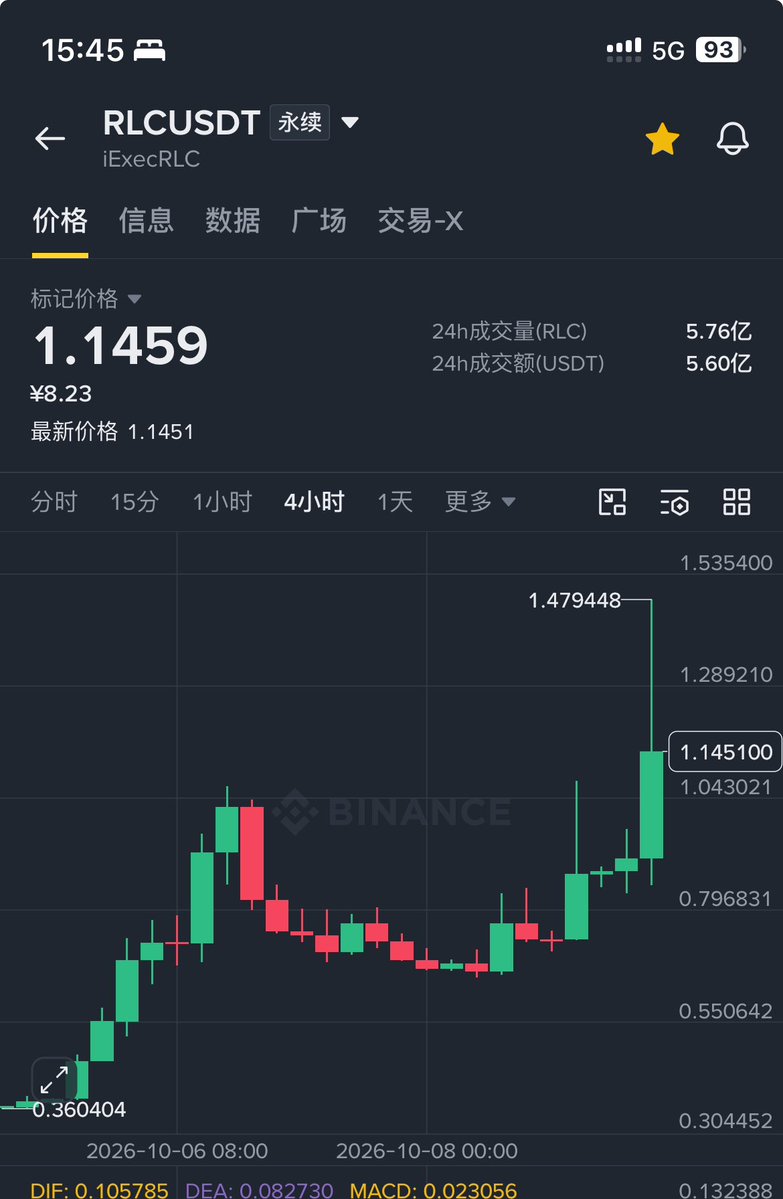 15:45 5G 93
RLCUSDT 永续
iExecRLC
价格 信息 数据 广场 交易-X
标记价格
1.1459
24h成交量(RLC) 5.76亿
24h成交额(USDT) 5.60亿
¥8.23
最新价格 1.1451
分时 15分 1小时 4小时 1天 更多
1.535400
1.479448
1.289210
1.145100
1.043021
BINANCE
0.796831
0.550642
0.360404
0.304452
2026-10-06 08:00 2026-10-08 00:00
DIF: 0.105785 DEA: 0.082730 MACD: 0.023056 0.132388